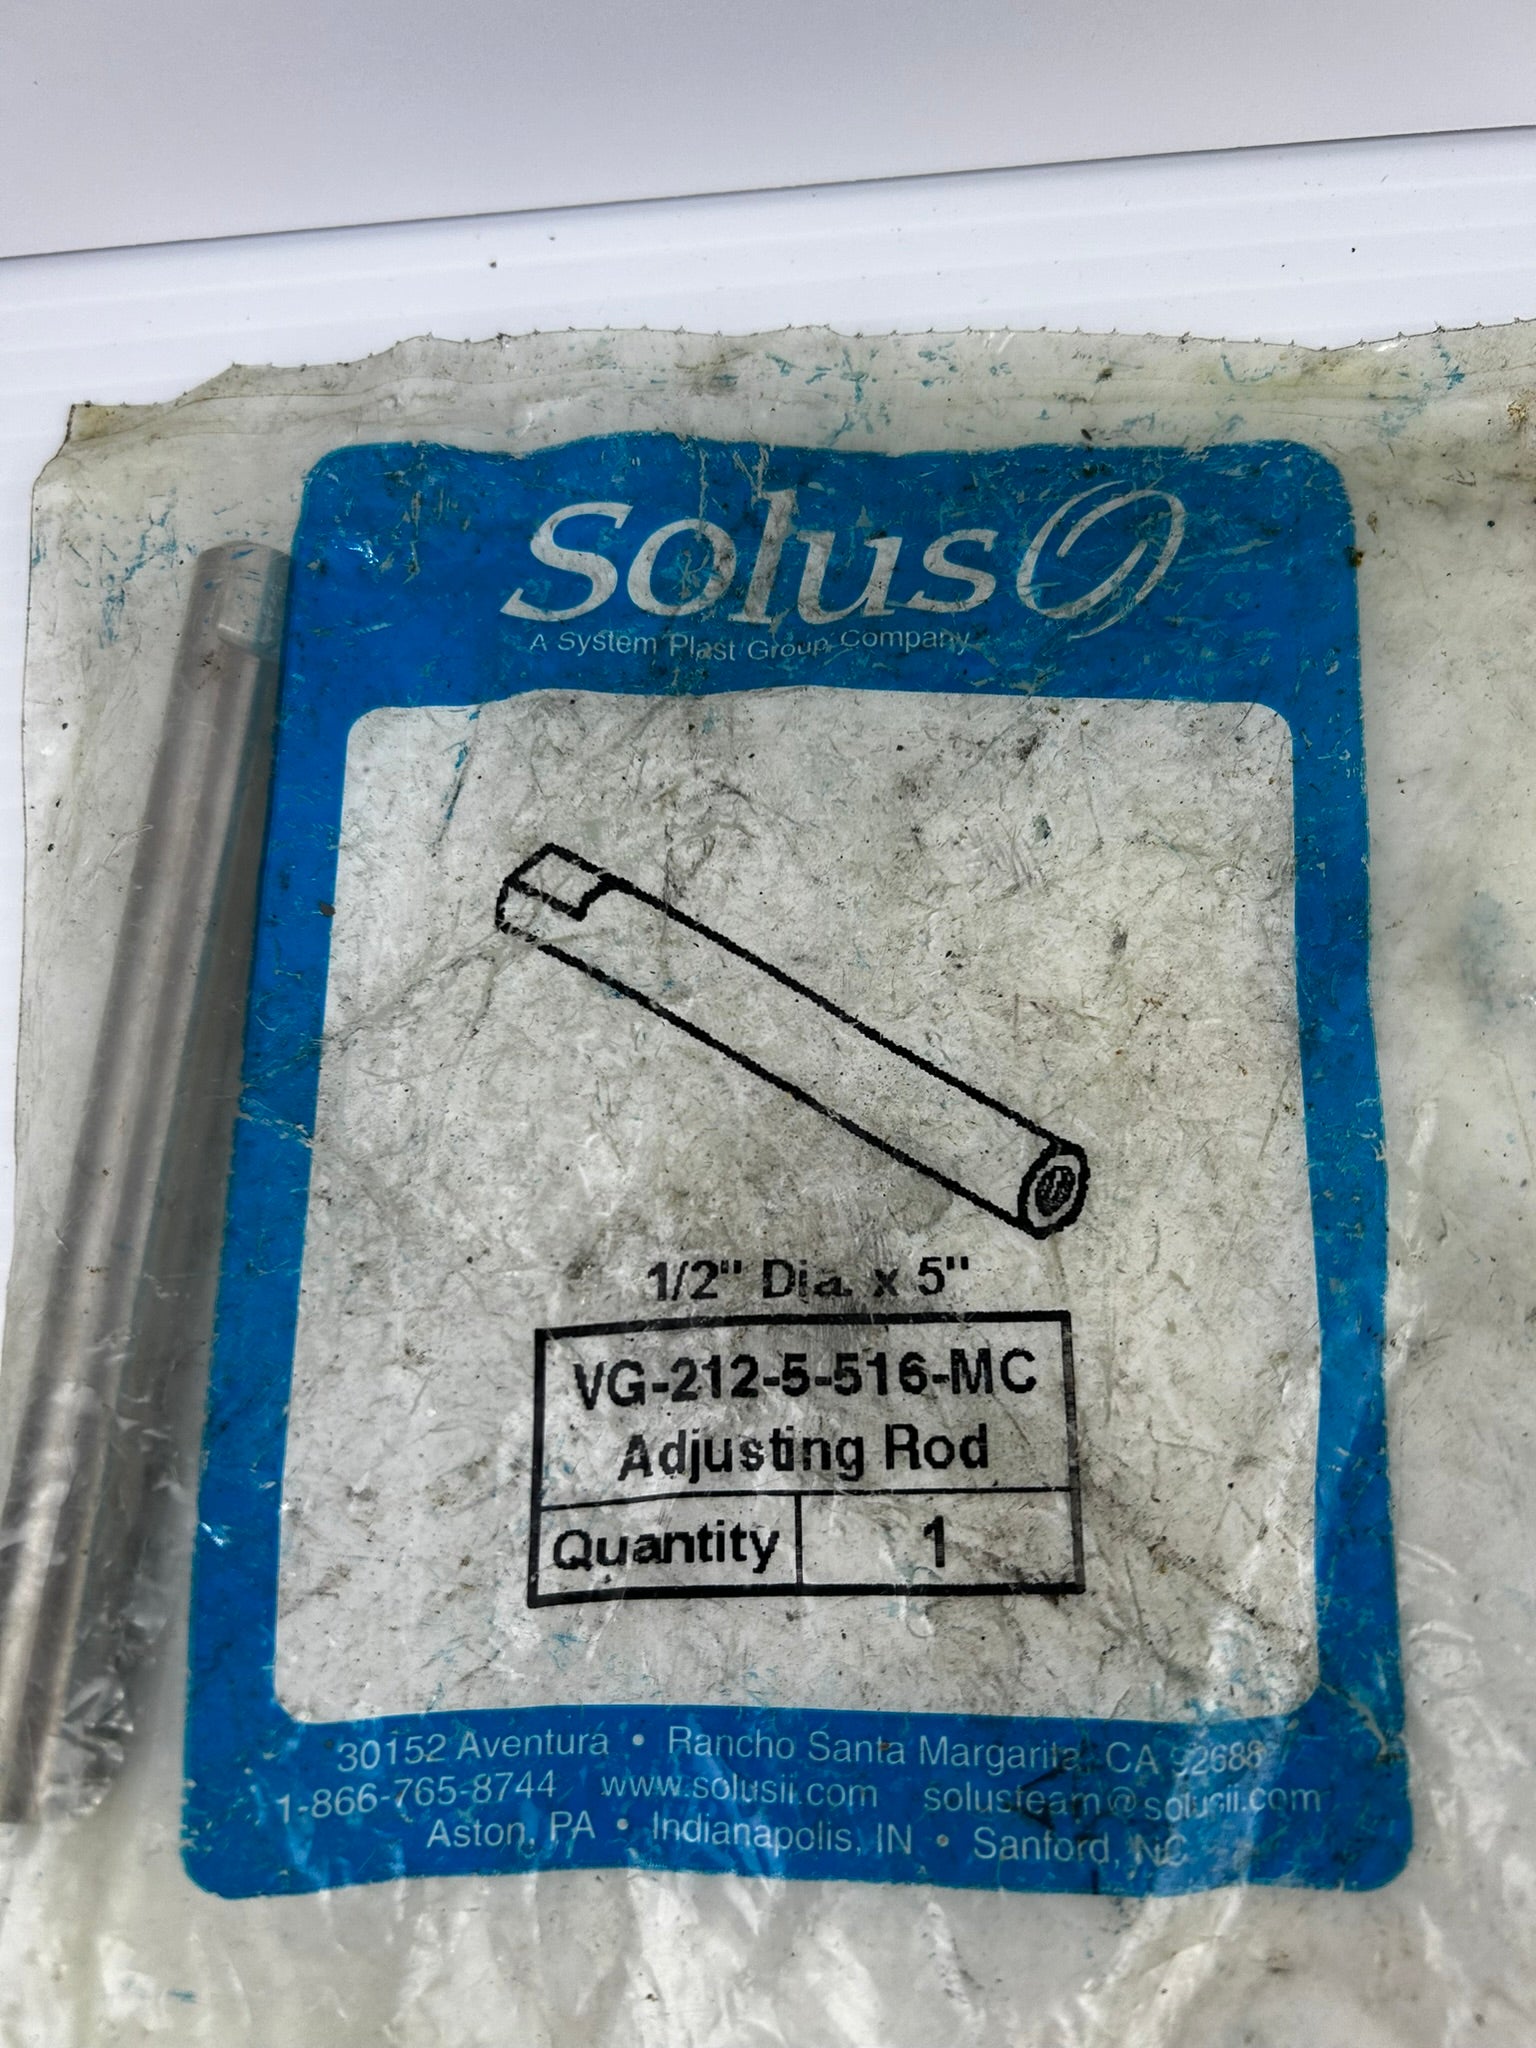 Solus
A System Plast Group Company
1/2" Dia. x 5"
VG-212-5-516-MC
Adjusting Rod
Quantity 1
30152 Aventura • Rancho Santa Margarita, CA 92688
1-866-765-8744 www.solusii.com solusteam@solusii.com
Aston, PA • Indianapolis, IN • Sanford, NC